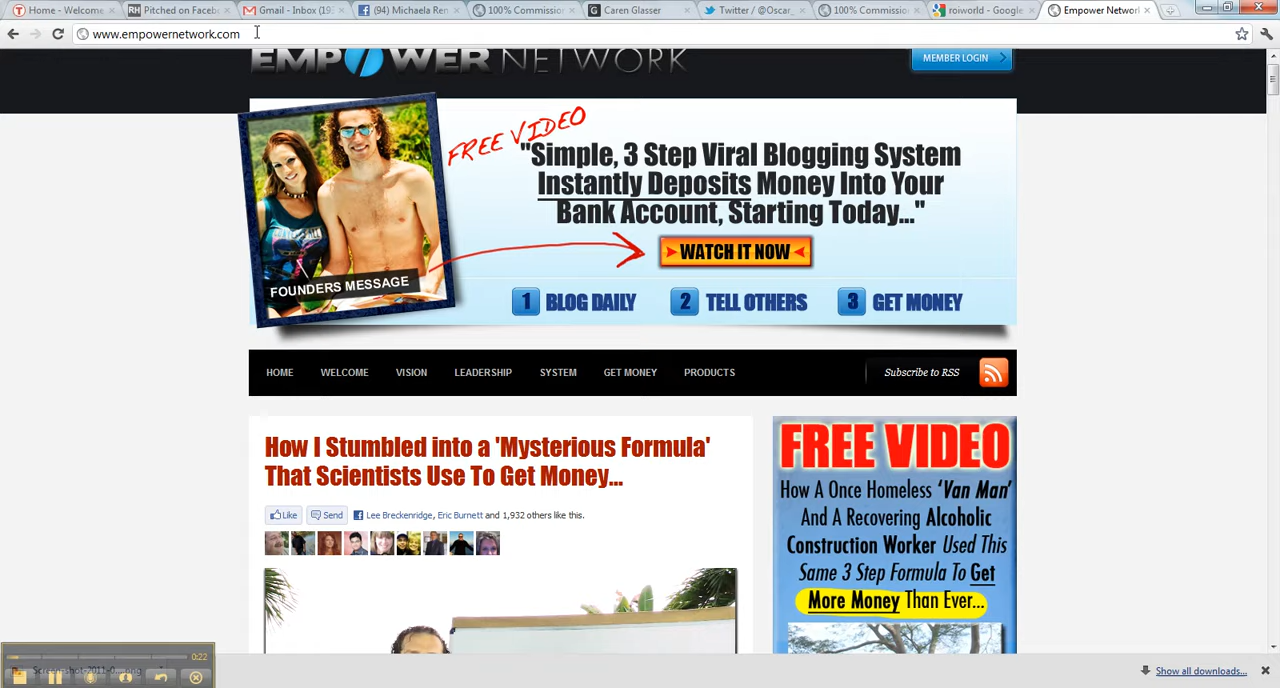 Home - Welcome
Pitched on Faceb
Gmail - Inbox (19
(94) Michaela Ren
100% Commissio
Caren Glasser
Twitter / @Oscar_
100% Commissio
roiworld - Google
Empower Networ
www.empowernetwork.com
EMPOWER NETWORK
MEMBER LOGIN
FREE VIDEO
"Simple, 3 Step Viral Blogging System
Instantly Deposits Money Into Your
Bank Account, Starting Today..."
WATCH IT NOW
FOUNDERS MESSAGE
1 BLOG DAILY 2 TELL OTHERS 3 GET MONEY
HOME WELCOME VISION LEADERSHIP SYSTEM GET MONEY PRODUCTS Subscribe to RSS
How I Stumbled into a 'Mysterious Formula'
That Scientists Use To Get Money...
Like Send Lee Breckenridge, Eric Burnett and 1,932 others like this.
FREE VIDEO
How A Once Homeless 'Van Man'
And A Recovering Alcoholic
Construction Worker Used This
Same 3 Step Formula To Get
More Money Than Ever...
0:22
Show all downloads...